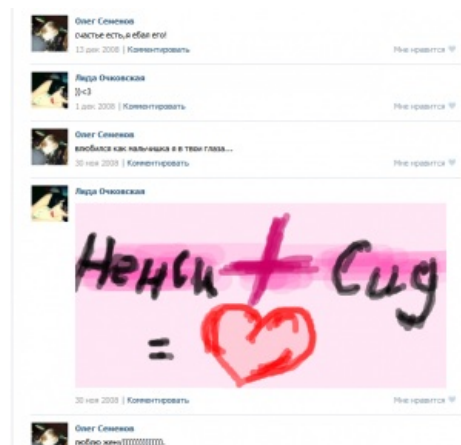 Олег Семенов
счастье есть,я ебал его!
13 дек 2008 | Комментировать
Мне нравится
Лида Очковская
))<3
1 дек 2008 | Комментировать
Мне нравится
Олег Семенов
влюбился как мальчишка я в твои глаза...
30 ноя 2008 | Комментировать
Мне нравится
Лида Очковская
Ненси + Сид
=
30 ноя 2008 | Комментировать
Мне нравится
Олег Семенов